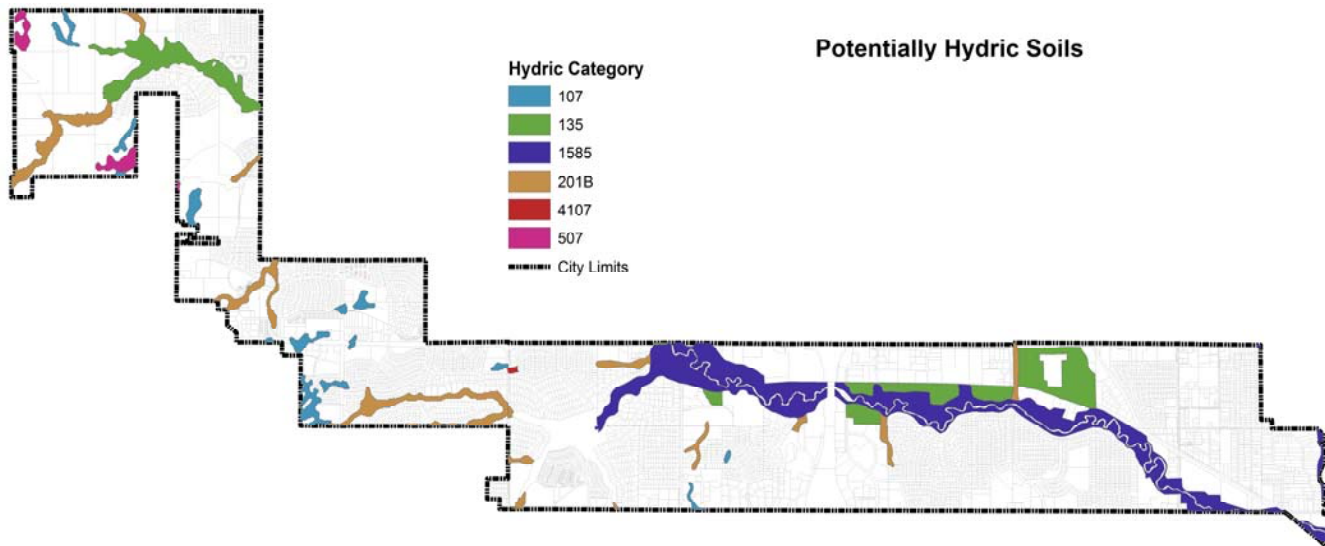 Potentially Hydric Soils
Hydric Category
107
135
1585
201B
4107
507
City Limits